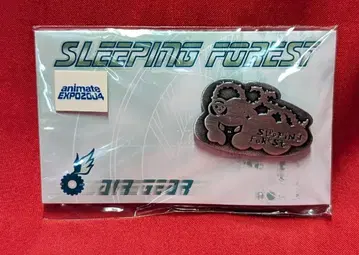 SLEEPING FOREST
animate
EXPO2004
SLEEPING
FOREST
AIR GEAR